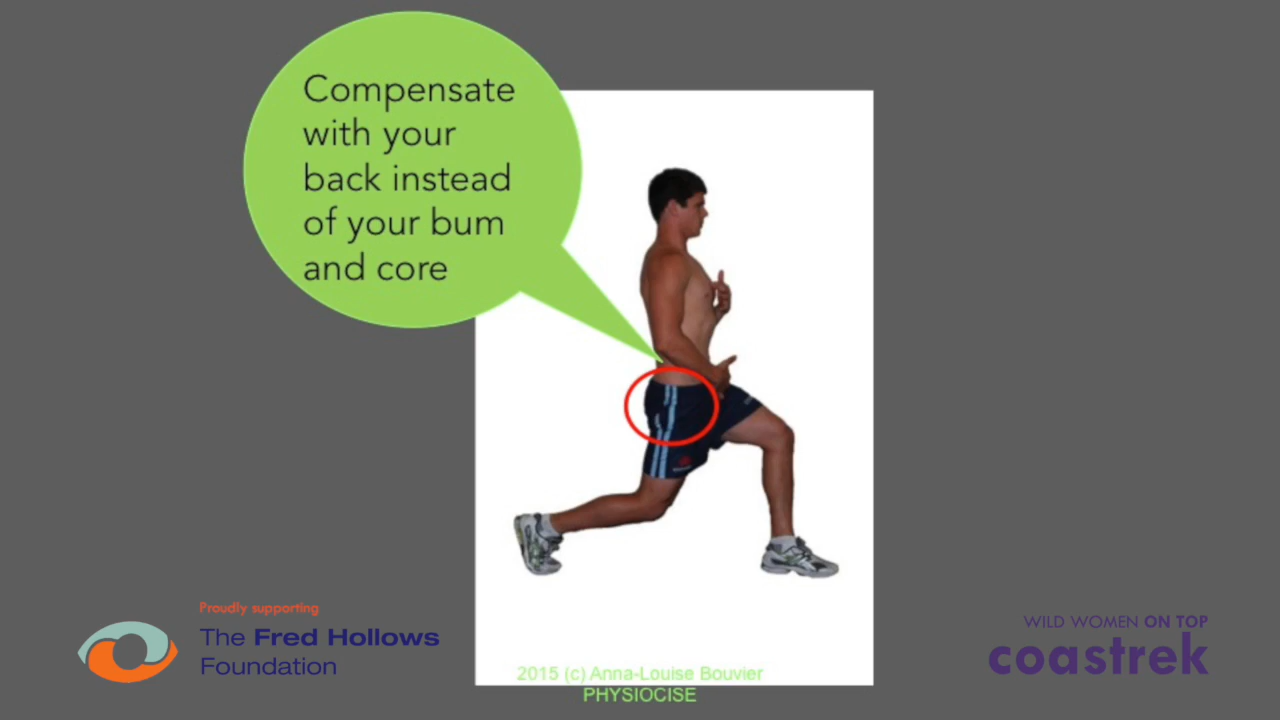 Compensate
with your
back instead
of your bum
and core
Proudly supporting
The Fred Hollows
Foundation
WILD WOMEN ON TOP
coastrek
2015 (c) Anna-Louise Bouvier
PHYSIOCISE